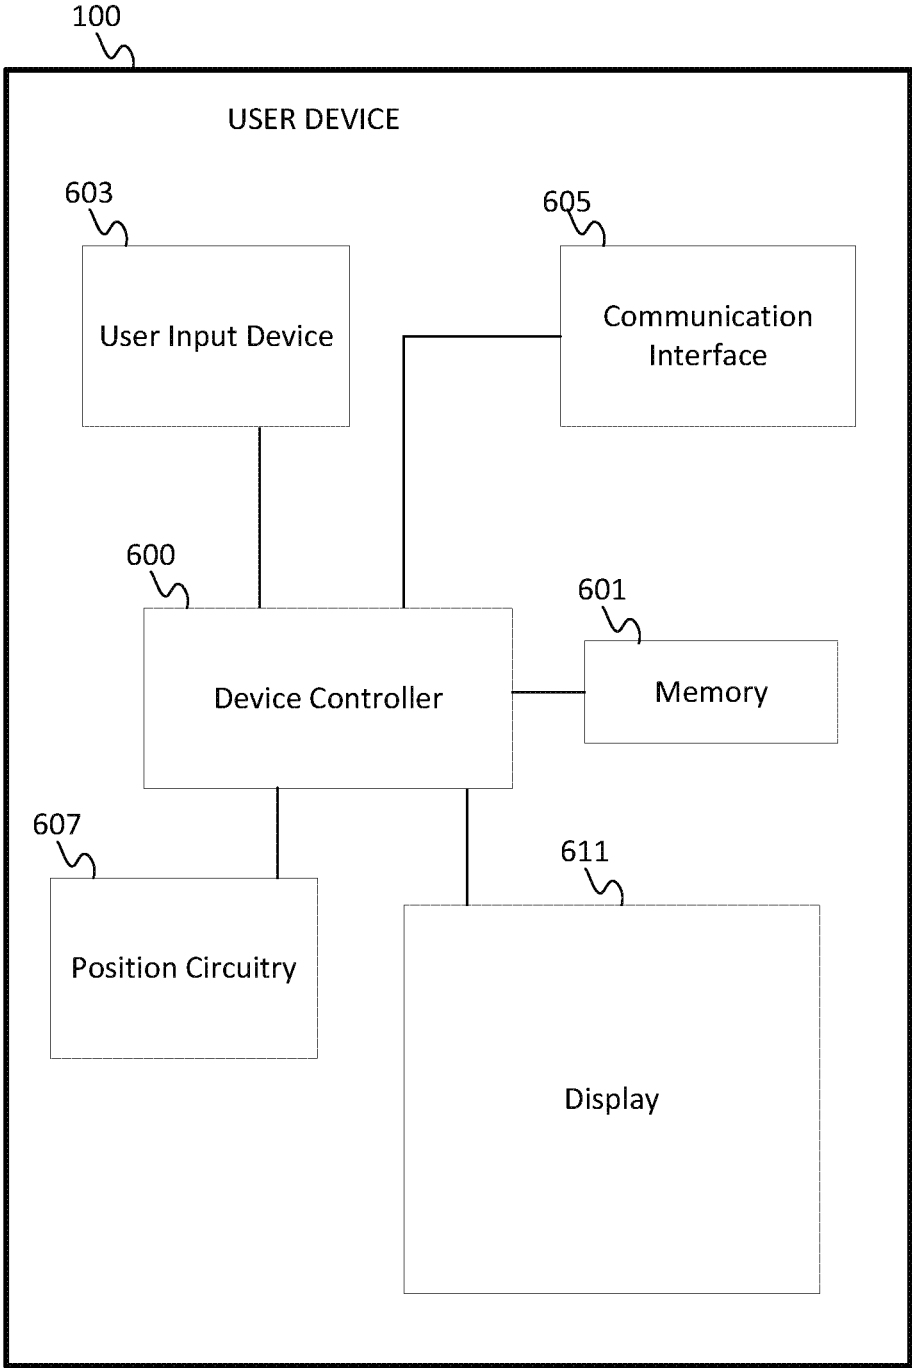 100
USER DEVICE
603
605
User Input Device
Communication
Interface
600
601
Device Controller
Memory
607
611
Position Circuitry
Display